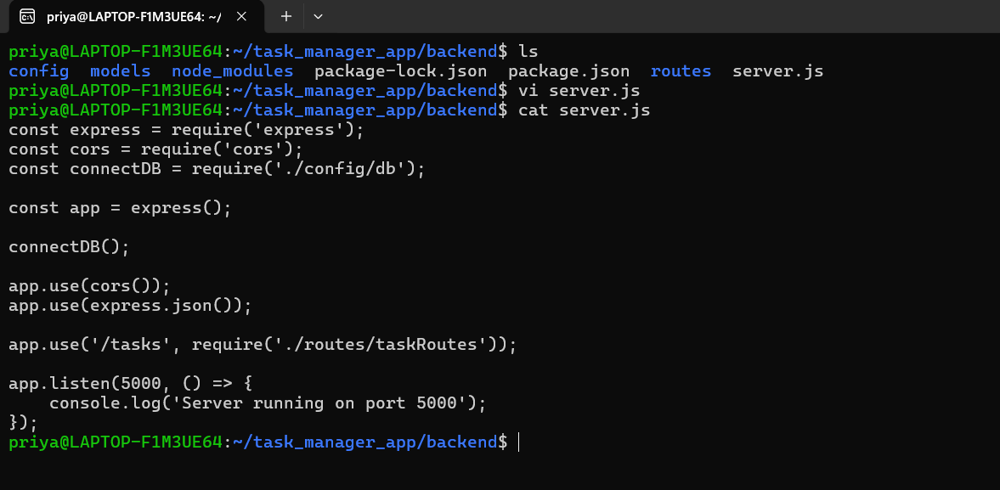 priya@LAPTOP-F1M3UE64: ~/
priya@LAPTOP-F1M3UE64:~/task_manager_app/backend$ ls
config  models  node_modules  package-lock.json  package.json  routes  server.js
priya@LAPTOP-F1M3UE64:~/task_manager_app/backend$ vi server.js
priya@LAPTOP-F1M3UE64:~/task_manager_app/backend$ cat server.js
const express = require('express');
const cors = require('cors');
const connectDB = require('./config/db');

const app = express();

connectDB();

app.use(cors());
app.use(express.json());

app.use('/tasks', require('./routes/taskRoutes'));

app.listen(5000, () => {
    console.log('Server running on port 5000');
});
priya@LAPTOP-F1M3UE64:~/task_manager_app/backend$